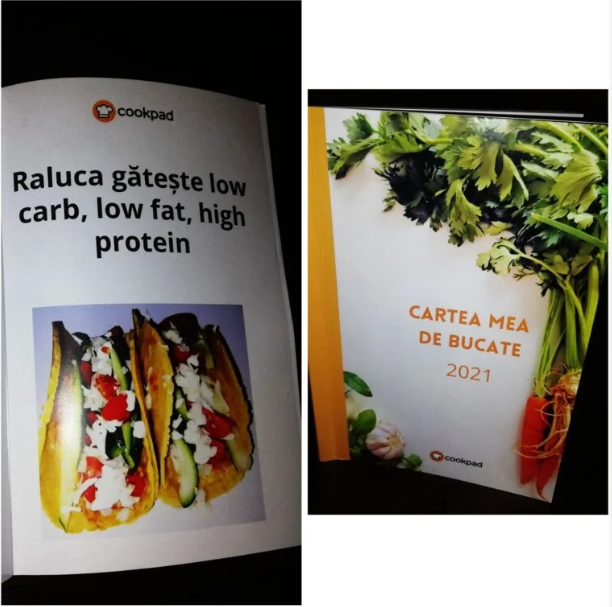 cookpad
Raluca gătește low
carb, low fat, high
protein
CARTEA MEA
DE BUCATE
2021
cookpad